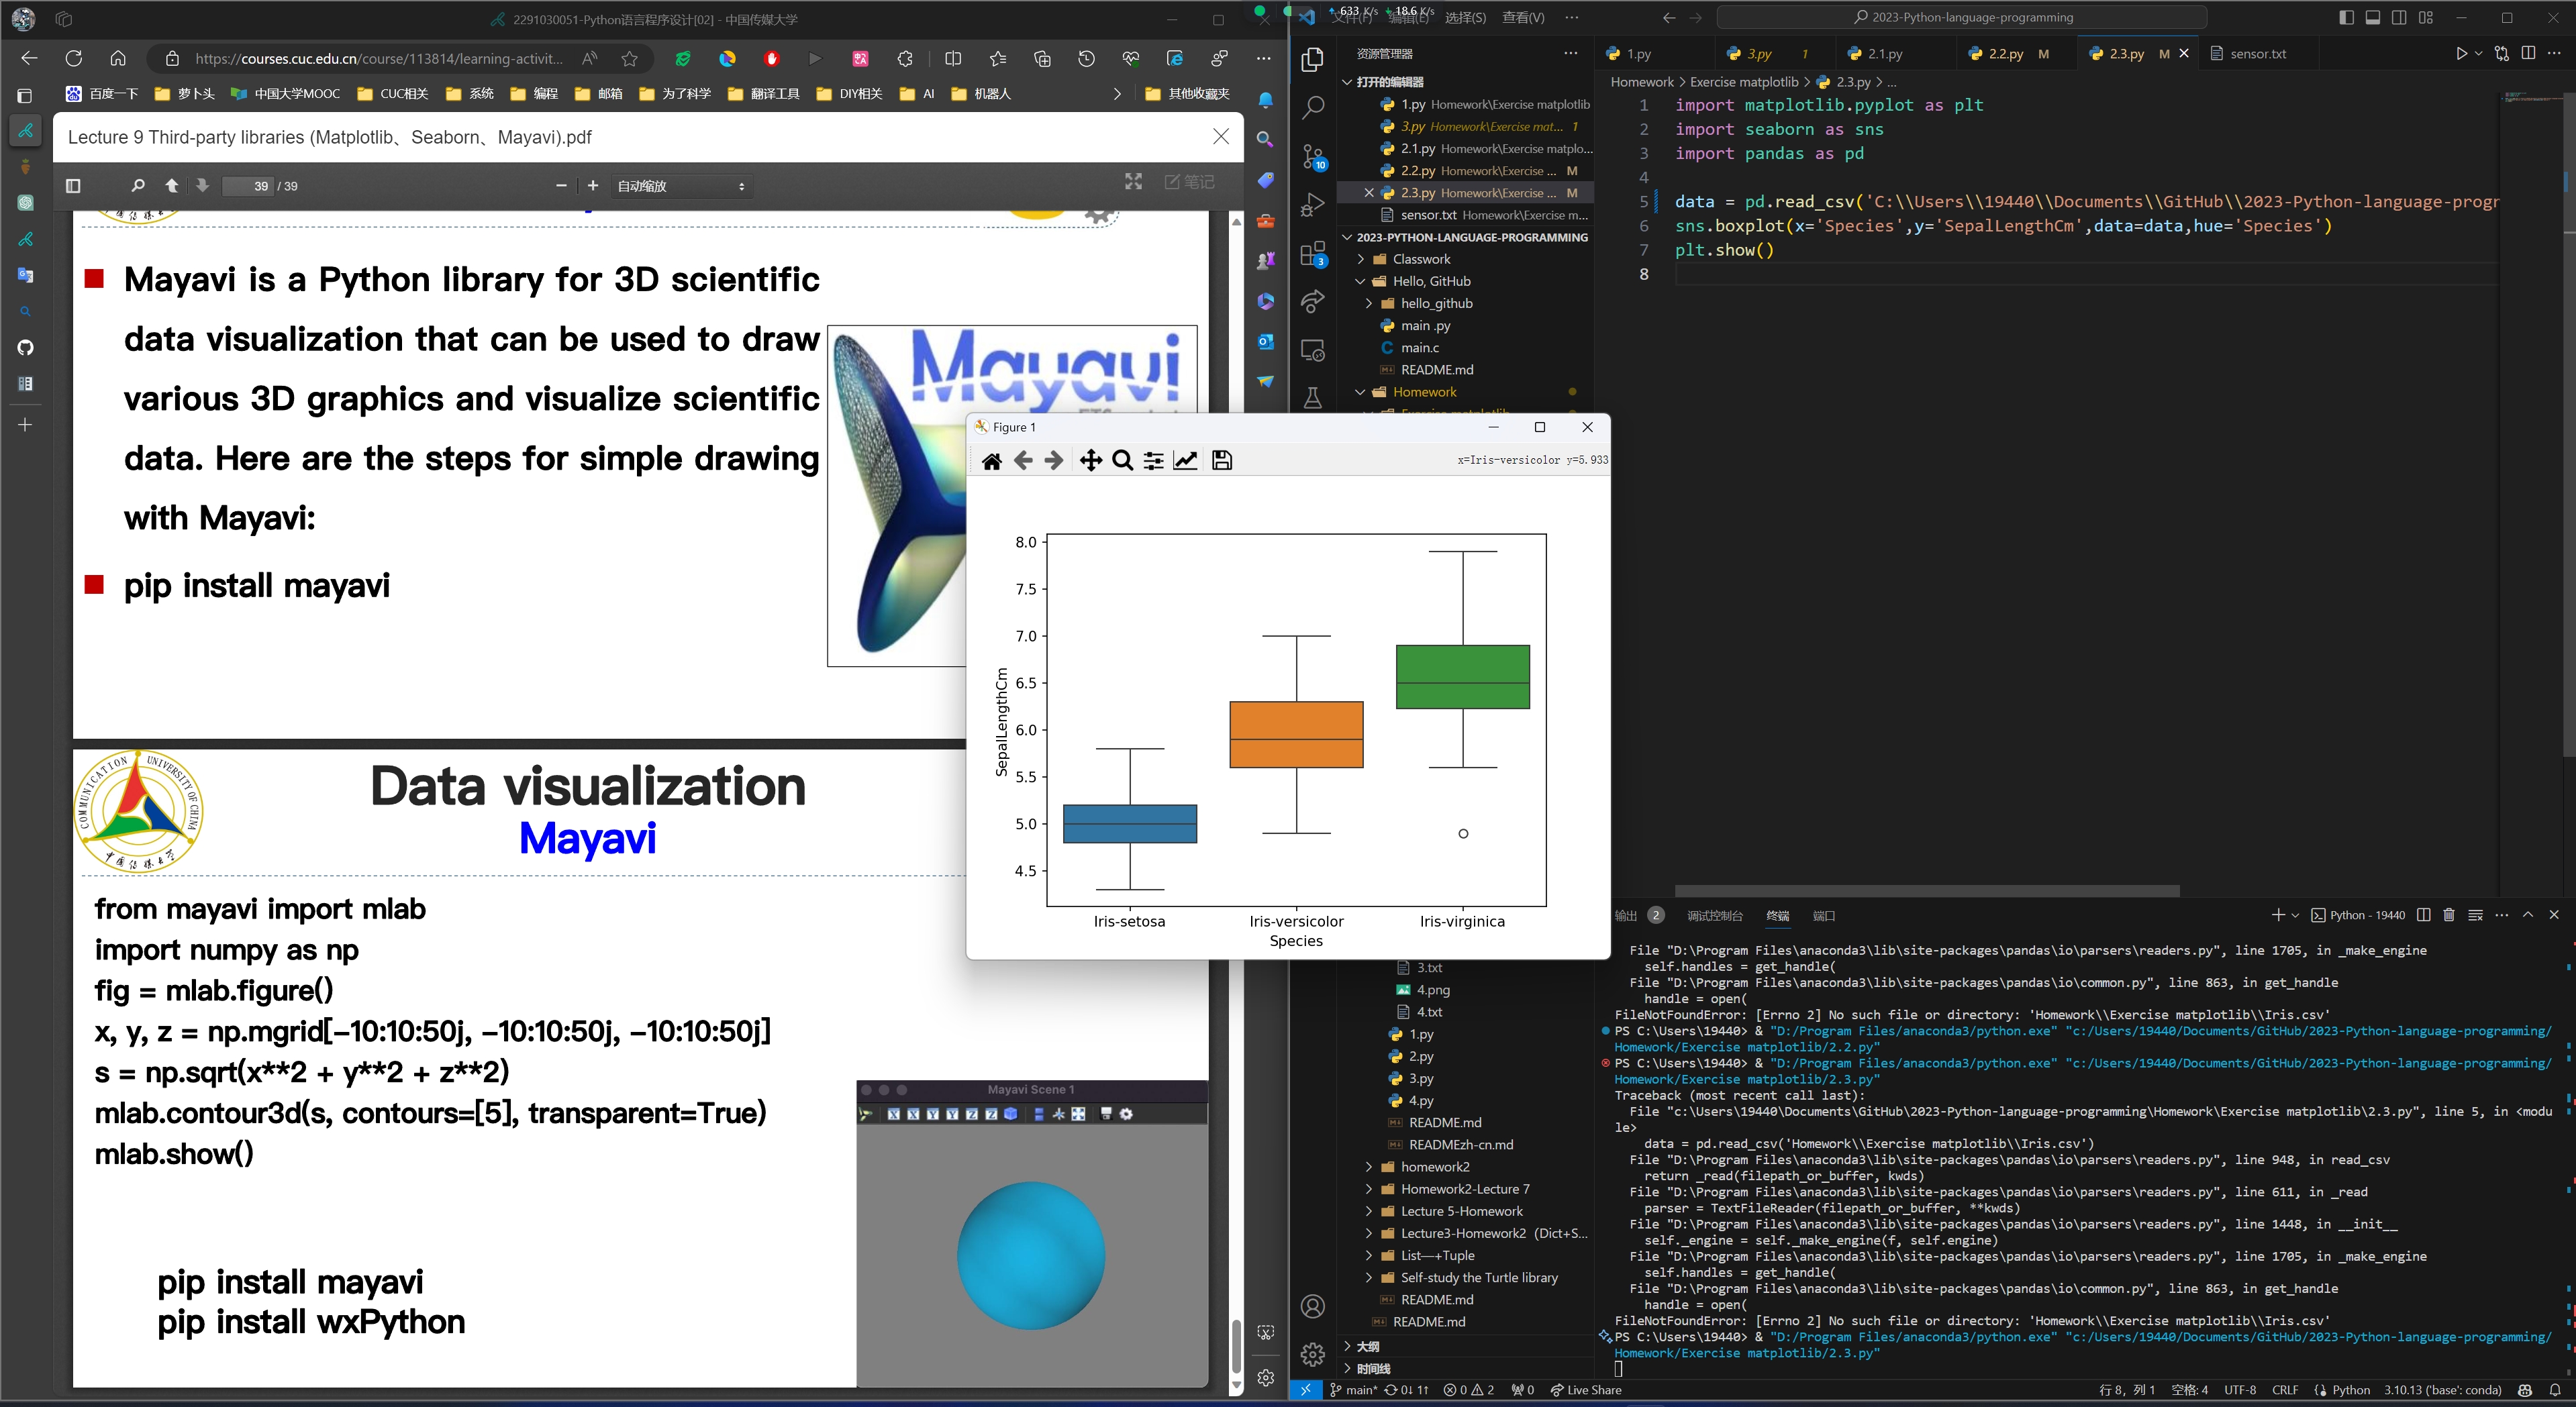 2291030051-Python语言程序设计[02] - 中国传媒大学
https://courses.cuc.edu.cn/course/113814/learning-activit...
百度一下
萝卜头
中国大学MOOC
CUC相关
系统
编程
邮箱
为了科学
翻译工具
DIY相关
AI
机器人
其他收藏夹
Lecture 9 Third-party libraries (Matplotlib、Seaborn、Mayavi).pdf
39 / 39
自动缩放
笔记
Mayavi is a Python library for 3D scientific
data visualization that can be used to draw
various 3D graphics and visualize scientific
data. Here are the steps for simple drawing
with Mayavi:
pip install mayavi
Mayavi
COMMUNICATION UNIVERSITY OF CHINA
中国传媒大学
Data visualization
Mayavi
from mayavi import mlab
import numpy as np
fig = mlab.figure()
x, y, z = np.mgrid[-10:10:50j, -10:10:50j, -10:10:50j]
s = np.sqrt(x**2 + y**2 + z**2)
mlab.contour3d(s, contours=[5], transparent=True)
mlab.show()
pip install mayavi
pip install wxPython
Mayavi Scene 1
Figure 1
x=Iris-versicolor y=5.933
8.0
7.5
7.0
6.5
6.0
5.5
5.0
4.5
SepalLengthCm
Iris-setosa
Iris-versicolor
Iris-virginica
Species
633 K/s 18.6 K/s
文件(F) 编辑(E) 选择(S) 查看(V) ···
2023-Python-language-programming
资源管理器
打开的编辑器
1.py Homework\Exercise matplotlib
3.py Homework\Exercise mat... 1
2.1.py Homework\Exercise matplo...
2.2.py Homework\Exercise ... M
2.3.py Homework\Exercise ... M
sensor.txt Homework\Exercise m...
2023-PYTHON-LANGUAGE-PROGRAMMING
Classwork
Hello, GitHub
hello_github
main .py
main.c
README.md
Homework
3.txt
4.png
4.txt
1.py
2.py
3.py
4.py
README.md
READMEzh-cn.md
homework2
Homework2-Lecture 7
Lecture 5-Homework
Lecture3-Homework2 (Dict+S...
List—+Tuple
Self-study the Turtle library
README.md
README.md
大纲
时间线
10
3
1.py
3.py 1
2.1.py
2.2.py M
2.3.py M
sensor.txt
Homework > Exercise matplotlib > 2.3.py > ...
1 import matplotlib.pyplot as plt
2 import seaborn as sns
3 import pandas as pd
4
5 data = pd.read_csv('C:\\Users\\19440\\Documents\\GitHub\\2023-Python-language-progr
6 sns.boxplot(x='Species',y='SepalLengthCm',data=data,hue='Species')
7 plt.show()
8
输出 2 调试控制台 终端 端口
Python - 19440
File "D:\Program Files\anaconda3\lib\site-packages\pandas\io\parsers\readers.py", line 1705, in _make_engine
self.handles = get_handle(
File "D:\Program Files\anaconda3\lib\site-packages\pandas\io\common.py", line 863, in get_handle
handle = open(
FileNotFoundError: [Errno 2] No such file or directory: 'Homework\\Exercise matplotlib\\Iris.csv'
PS C:\Users\19440> & "D:/Program Files/anaconda3/python.exe" "c:/Users/19440/Documents/GitHub/2023-Python-language-programming/
Homework/Exercise matplotlib/2.2.py"
PS C:\Users\19440> & "D:/Program Files/anaconda3/python.exe" "c:/Users/19440/Documents/GitHub/2023-Python-language-programming/
Homework/Exercise matplotlib/2.3.py"
Traceback (most recent call last):
File "c:\Users\19440\Documents\GitHub\2023-Python-language-programming\Homework\Exercise matplotlib\2.3.py", line 5, in <modu
le>
data = pd.read_csv('Homework\\Exercise matplotlib\\Iris.csv')
File "D:\Program Files\anaconda3\lib\site-packages\pandas\io\parsers\readers.py", line 948, in read_csv
return _read(filepath_or_buffer, kwds)
File "D:\Program Files\anaconda3\lib\site-packages\pandas\io\parsers\readers.py", line 611, in _read
parser = TextFileReader(filepath_or_buffer, **kwds)
File "D:\Program Files\anaconda3\lib\site-packages\pandas\io\parsers\readers.py", line 1448, in __init__
self._engine = self._make_engine(f, self.engine)
File "D:\Program Files\anaconda3\lib\site-packages\pandas\io\parsers\readers.py", line 1705, in _make_engine
self.handles = get_handle(
File "D:\Program Files\anaconda3\lib\site-packages\pandas\io\common.py", line 863, in get_handle
handle = open(
FileNotFoundError: [Errno 2] No such file or directory: 'Homework\\Exercise matplotlib\\Iris.csv'
PS C:\Users\19440> & "D:/Program Files/anaconda3/python.exe" "c:/Users/19440/Documents/GitHub/2023-Python-language-programming/
Homework/Exercise matplotlib/2.3.py"
main* 0↓ 1↑ 0 2 0 Live Share
行 8，列 1 空格: 4 UTF-8 CRLF Python 3.10.13 ('base': conda)